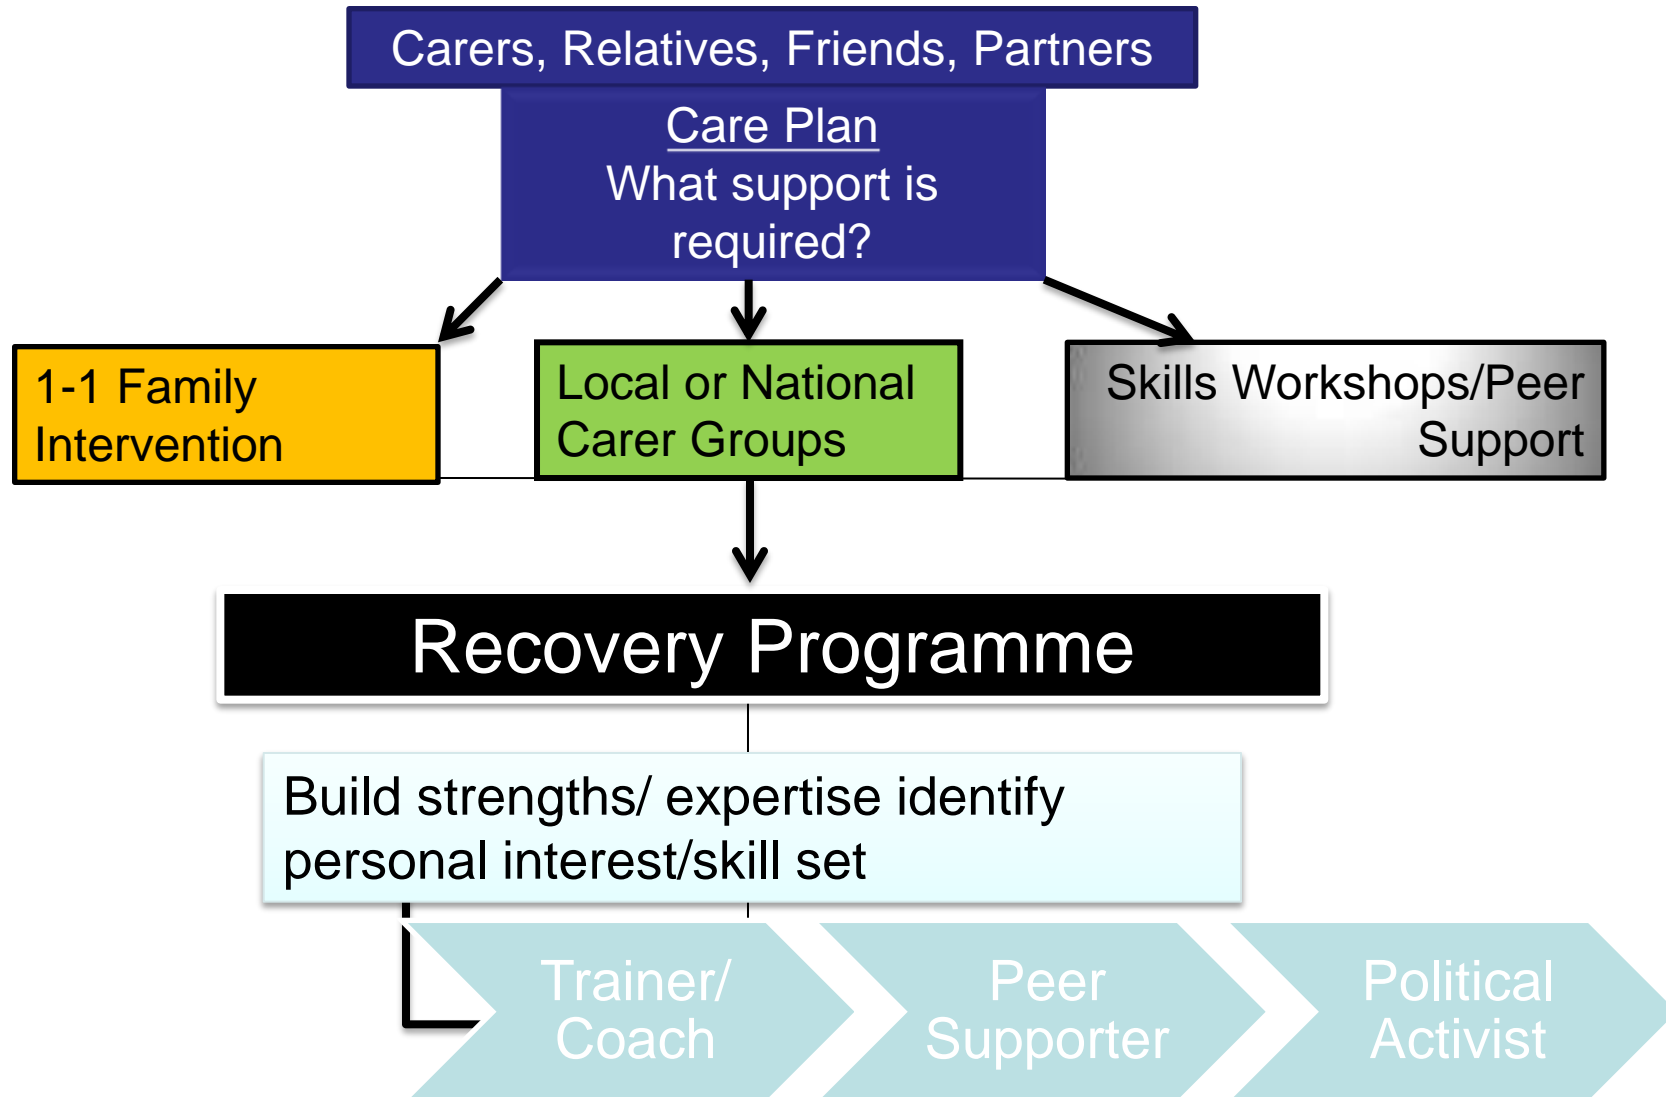 Carers, Relatives, Friends, Partners
Care Plan
What support is
required?
1-1 Family
Intervention
Local or National
Carer Groups
Skills Workshops/Peer
Support
Recovery Programme
Build strengths/ expertise identify
personal interest/skill set
Trainer/
Coach
Peer
Supporter
Political
Activist